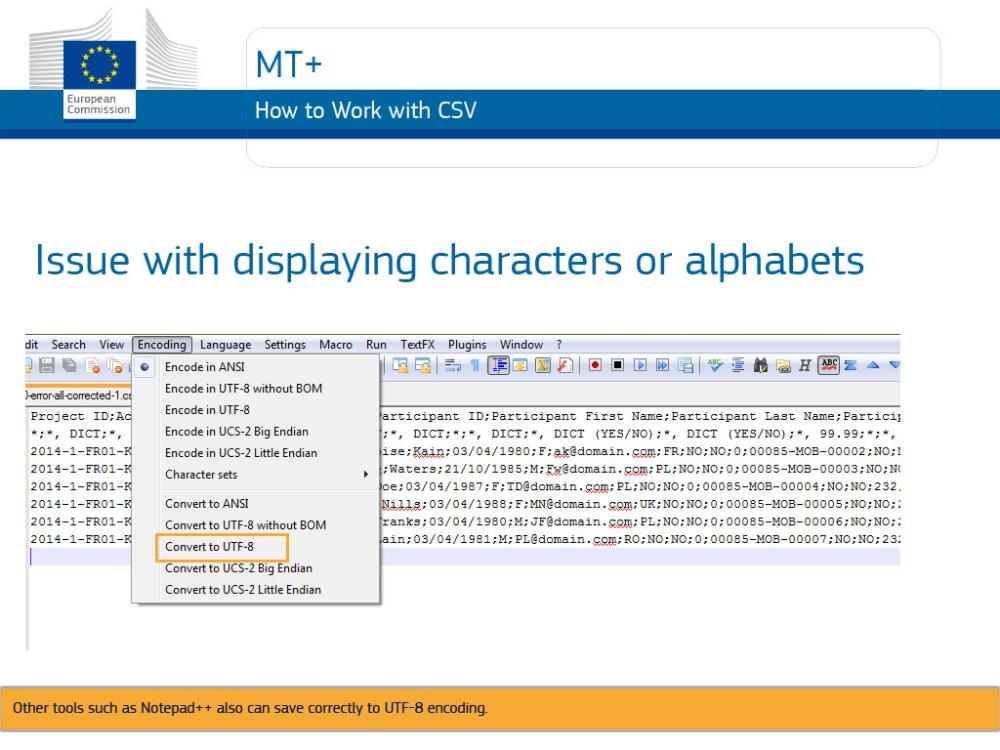 European
Commission
MT+
How to Work with CSV
Issue with displaying characters or alphabets
dit Search View Encoding Language Settings Macro Run TextFX Plugins Window ?
Encode in ANSI
Encode in UTF-8 without BOM
Encode in UTF-8
Encode in UCS-2 Big Endian
Encode in UCS-2 Little Endian
Character sets
Convert to ANSI
Convert to UTF-8 without BOM
Convert to UTF-8
Convert to UCS-2 Big Endian
Convert to UCS-2 Little Endian
ABC H ABC
-error-all-corrected-1.cs
Project ID;Ac articipant ID;Participant First Name;Participant Last Name;Particip
*;*, DICT;*, ;*, DICT;*;*, DICT;*, DICT (YES/NO);*, DICT (YES/NO);*, 99.99;*;*,
2014-1-FR01-K ise;Kain;03/04/1980;F;ak@domain.com;FR;NO;NO;0;00085-MOB-00002;NO;
2014-1-FR01-K ;Waters;21/10/1985;M;Fw@domain.com;PL;NO;NO;0;00085-MOB-00003;NO;
2014-1-FR01-K oe;03/04/1987;F;TD@domain.com;PL;NO;NO;0;00085-MOB-00004;NO;NO;232,
2014-1-FR01-K Nills;03/04/1988;F;MN@domain.com;UK;NO;NO;0;00085-MOB-00005;NO;NO;
2014-1-FR01-K ranks;03/04/1980;M;JF@domain.com;PL;NO;NO;0;00085-MOB-00006;NO;NO;
2014-1-FR01-K ain;03/04/1981;M;PL@domain.com;RO;NO;NO;0;00085-MOB-00007;NO;NO;232
Other tools such as Notepad++ also can save correctly to UTF-8 encoding.